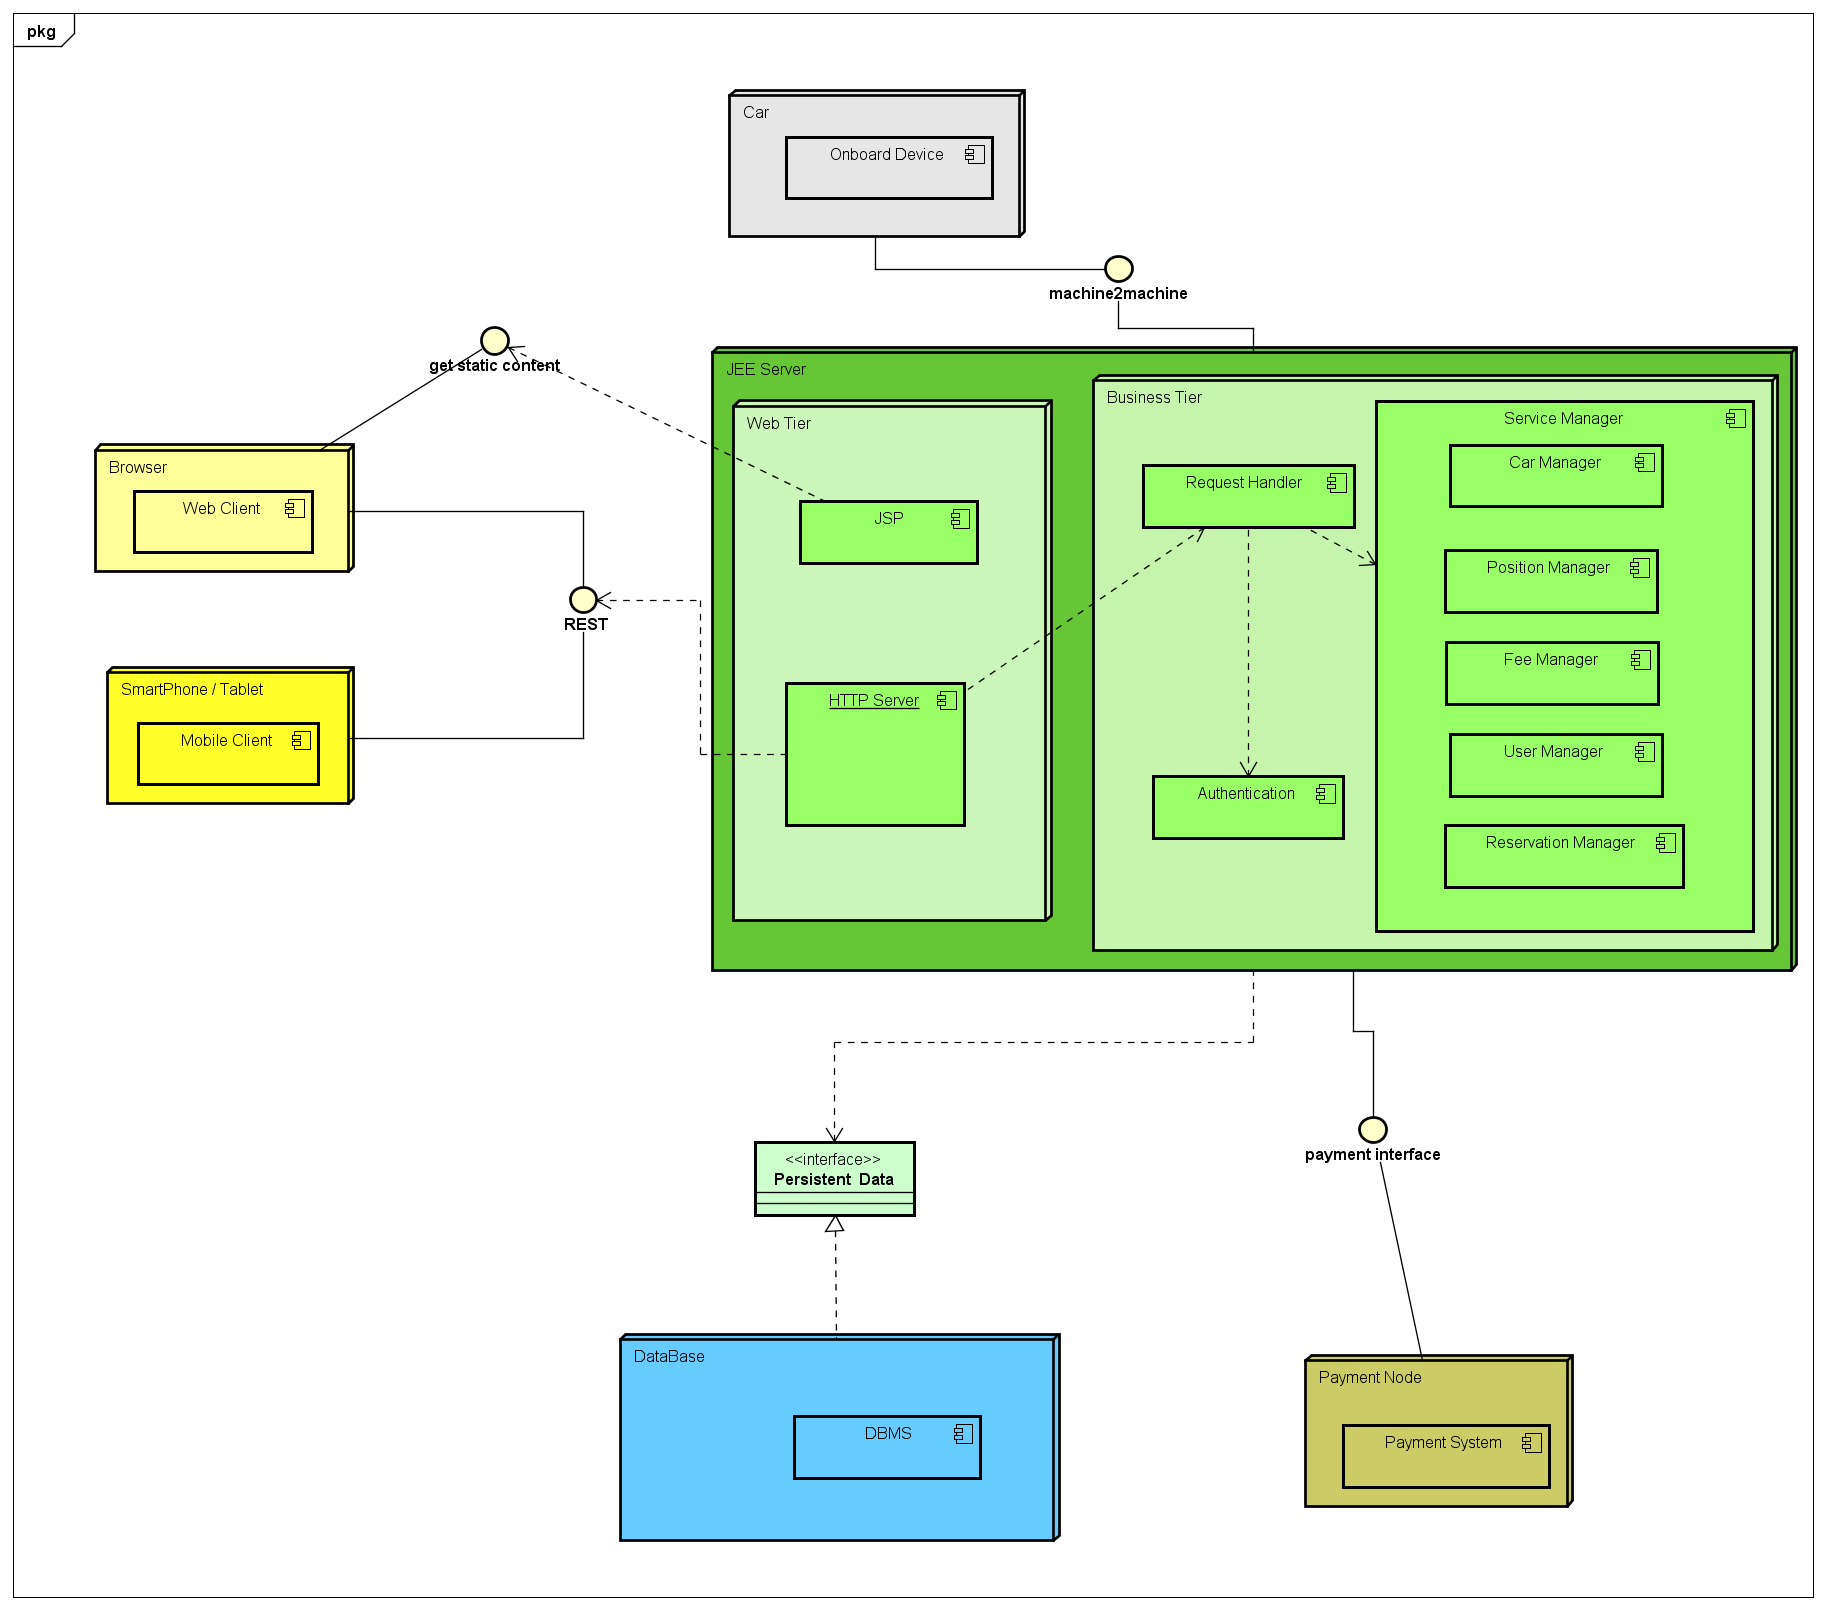 pkg
Car
Onboard Device
machine2machine
get static content
JEE Server
Business Tier
Web Tier
Service Manager
Car Manager
Browser
Request Handler
Web Client
JSP
Position Manager
REST
Fee Manager
SmartPhone / Tablet
HTTP Server
Mobile Client
User Manager
Authentication
Reservation Manager
<<interface>>
Persistent Data
payment interface
DataBase
Payment Node
DBMS
Payment System